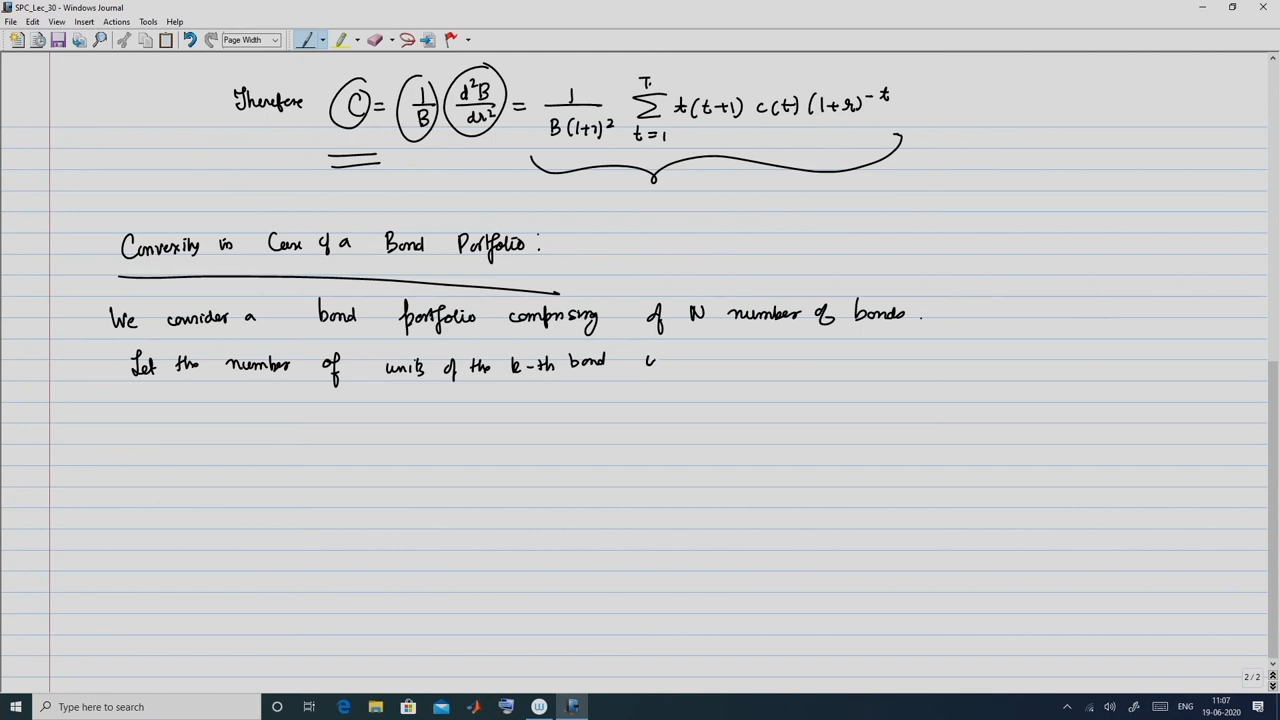 SPC_Lec_30 - Windows Journal
File Edit View Insert Actions Tools Help
Page Width
Therefore C = 1/B d²B/dr² = 1/B(1+r)² T Σ t=1 t(t+1) c(t) (1+r)^-t
Convexity in Case of a Bond Portfolio:
We consider a bond portfolio comprising of N number of bonds.
Let the number of units of the k-th bond
2/2
Type here to search
ENG
11:07
19-06-2020